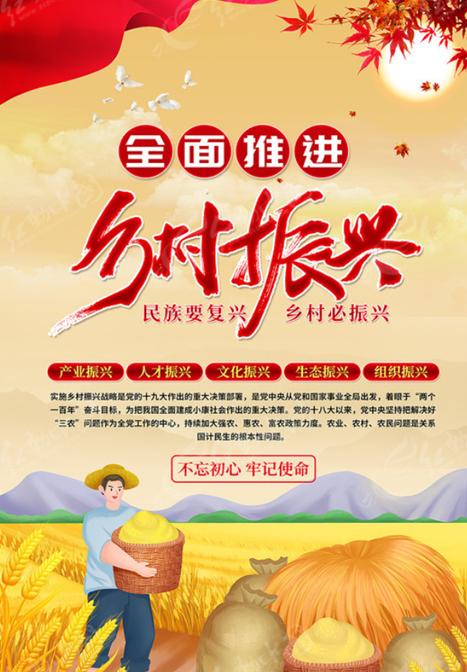 全面推进
乡村振兴
民族要复兴 乡村必振兴
产业振兴 人才振兴 文化振兴 生态振兴 组织振兴
实施乡村振兴战略是党的十九大作出的重大决策部署，是党中央从党和国家事业全局出发，着眼于“两个
一百年”奋斗目标，为把我国全面建成小康社会作出的重大决策。党的十八大以来，党中央坚持把解决好
“三农”问题作为全党工作的中心，持续加大强农、惠农、富农政策力度。农业、农村、农民问题是关系
国计民生的根本性问题。
不忘初心 牢记使命